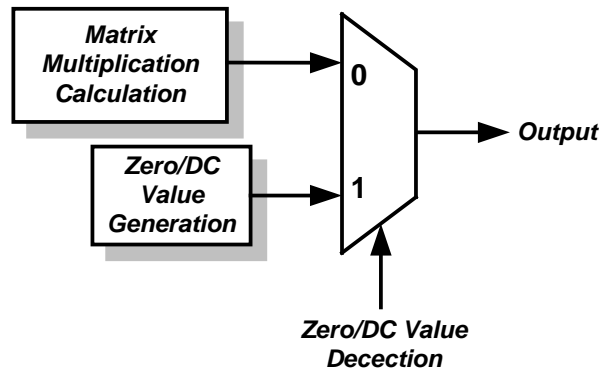 Matrix
Multiplication
Calculation
0
Output
Zero/DC
Value
Generation
1
Zero/DC Value
Decection